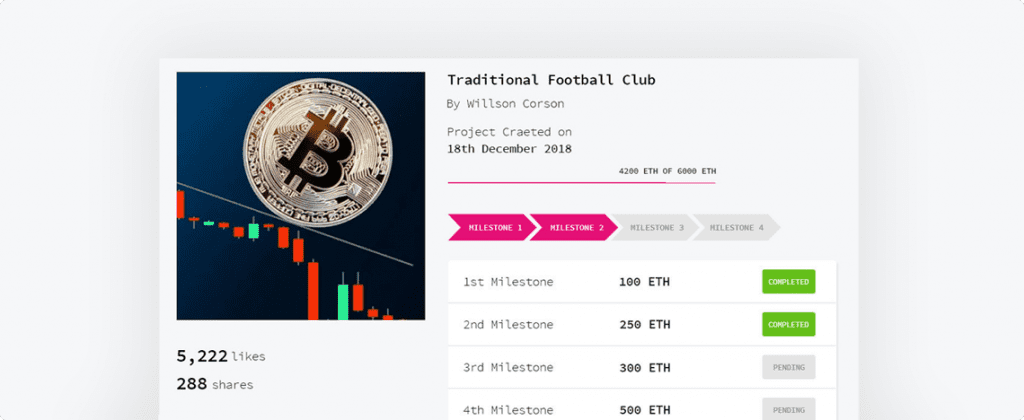 Traditional Football Club
By Willson Corson
Project Craeted on
18th December 2018
4200 ETH OF 6000 ETH
MILESTONE 1 MILESTONE 2 MILESTONE 3 MILESTONE 4
1st Milestone 100 ETH COMPLETED
2nd Milestone 250 ETH COMPLETED
3rd Milestone 300 ETH PENDING
4th Milestone 500 ETH PENDING
5,222 likes
288 shares